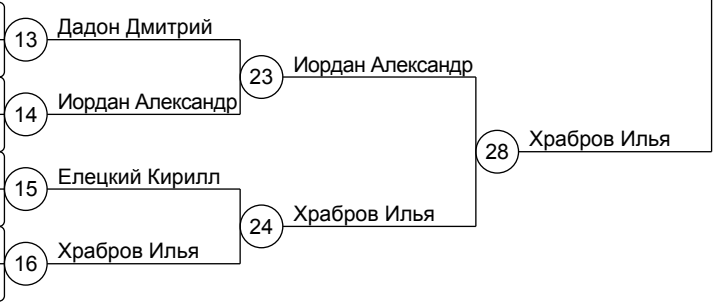 13 Дадон Дмитрий
23 Иордан Александр
14 Иордан Александр
28 Храбров Илья
15 Елецкий Кирилл
24 Храбров Илья
16 Храбров Илья